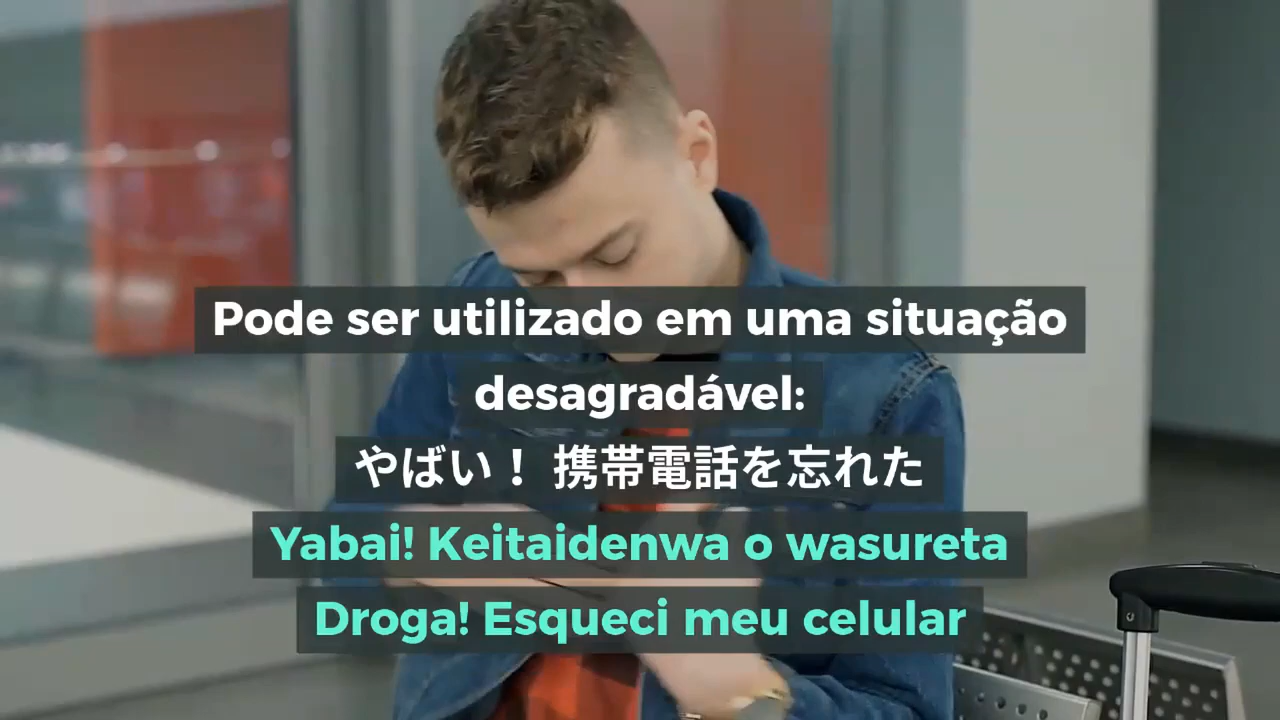 Pode ser utilizado em uma situação
desagradável:
やばい！ 携帯電話を忘れた
Yabai! Keitaidenwa o wasureta
Droga! Esqueci meu celular